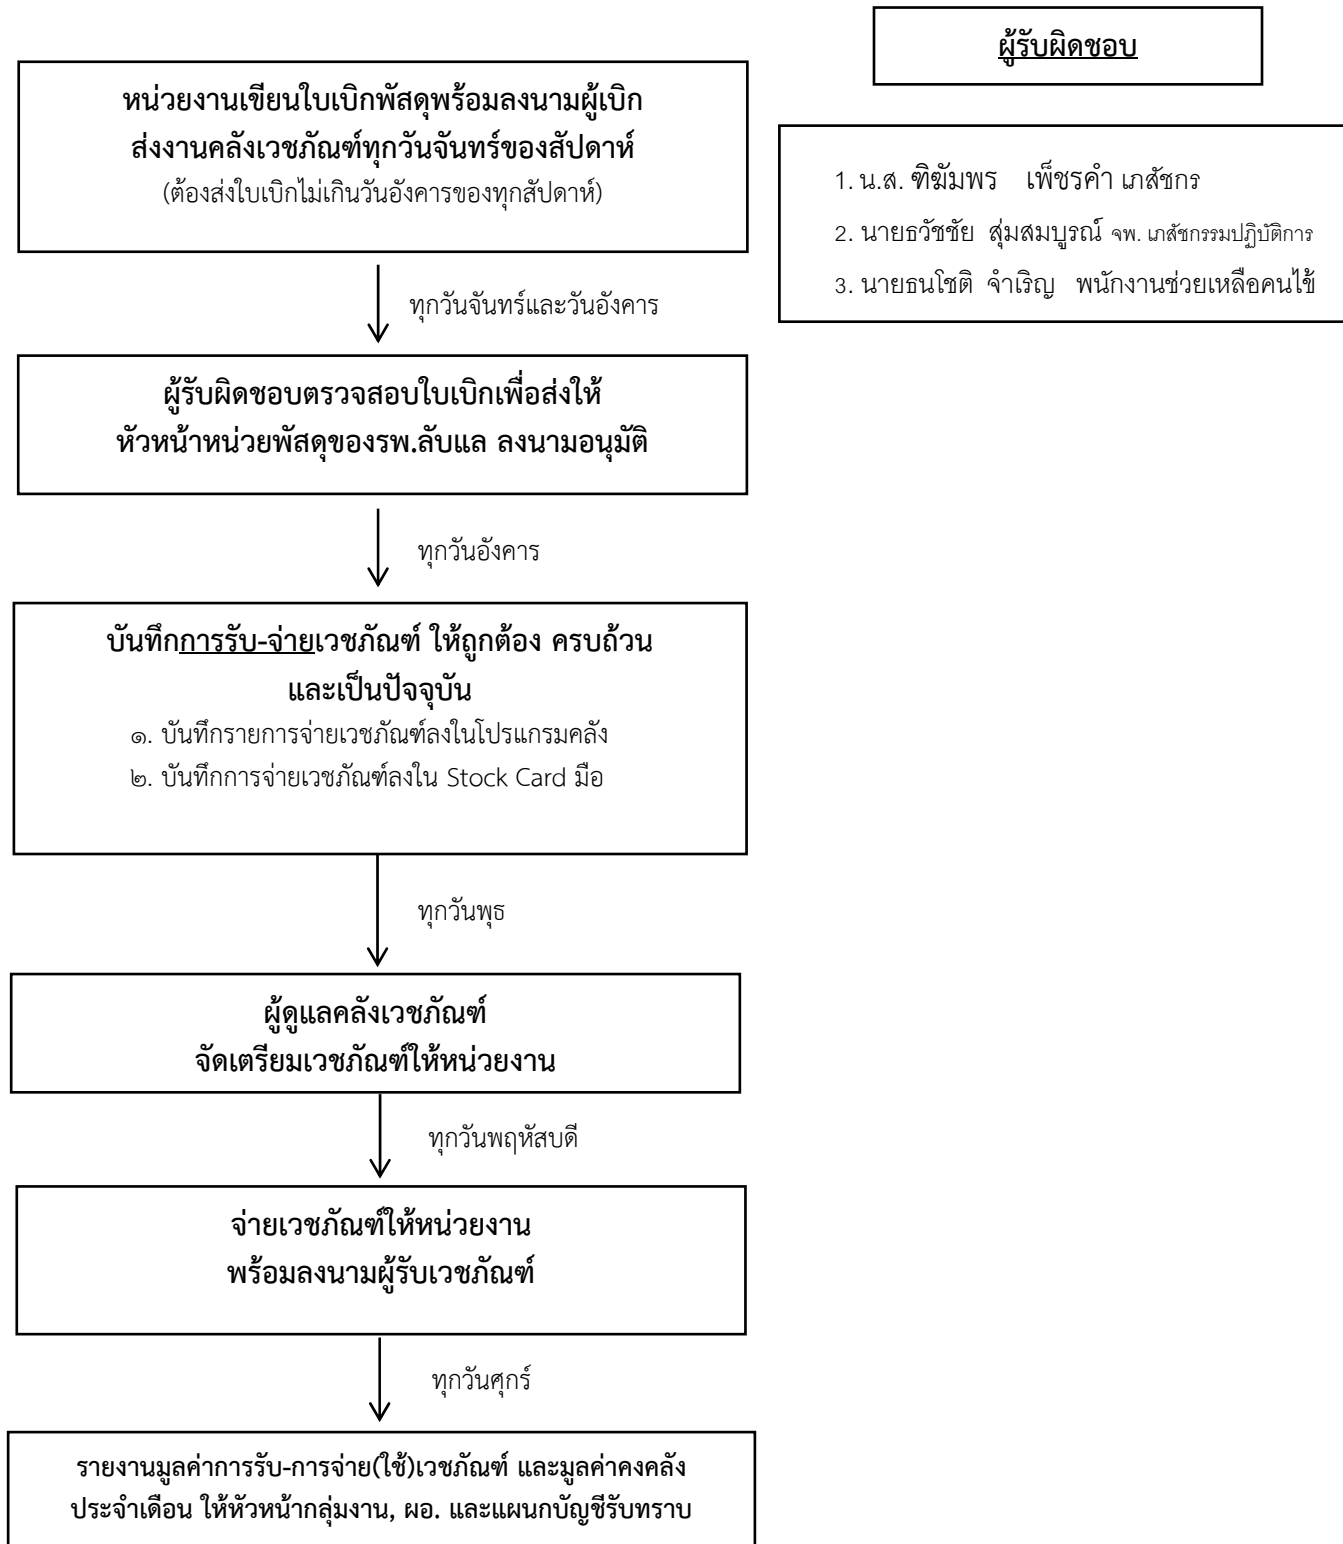 ผู้รับผิดชอบ
หน่วยงานเขียนใบเบิกพัสดุพร้อมลงนามผู้เบิก
ส่งงานคลังเวชภัณฑ์ทุกวันจันทร์ของสัปดาห์
(ต้องส่งใบเบิกไม่เกินวันอังคารของทุกสัปดาห์)
1. น.ส. ฑิฆัมพร เพ็ชรคำ เภสัชกร
2. นายธวัชชัย สุ่มสมบูรณ์ จพ. เภสัชกรรมปฏิบัติการ
3. นายธนโชติ จำเริญ พนักงานช่วยเหลือคนไข้
ทุกวันจันทร์และวันอังคาร
ผู้รับผิดชอบตรวจสอบใบเบิกเพื่อส่งให้
หัวหน้าหน่วยพัสดุของรพ.ลับแล ลงนามอนุมัติ
ทุกวันอังคาร
บันทึกการรับ-จ่ายเวชภัณฑ์ ให้ถูกต้อง ครบถ้วน
และเป็นปัจจุบัน
๑. บันทึกรายการจ่ายเวชภัณฑ์ลงในโปรแกรมคลัง
๒. บันทึกการจ่ายเวชภัณฑ์ลงใน Stock Card มือ
ทุกวันพุธ
ผู้ดูแลคลังเวชภัณฑ์
จัดเตรียมเวชภัณฑ์ให้หน่วยงาน
ทุกวันพฤหัสบดี
จ่ายเวชภัณฑ์ให้หน่วยงาน
พร้อมลงนามผู้รับเวชภัณฑ์
ทุกวันศุกร์
รายงานมูลค่าการรับ-การจ่าย(ใช้)เวชภัณฑ์ และมูลค่าคงคลัง
ประจำเดือน ให้หัวหน้ากลุ่มงาน, ผอ. และแผนกบัญชีรับทราบ